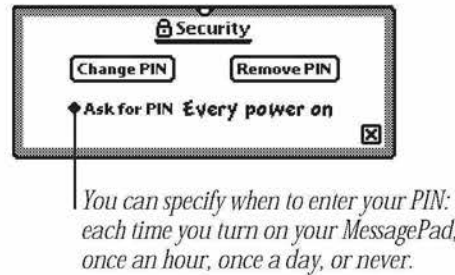 Security
Change PIN Remove PIN
Ask for PIN Every power on
You can specify when to enter your PIN:
each time you turn on your MessagePad,
once an hour, once a day, or never.